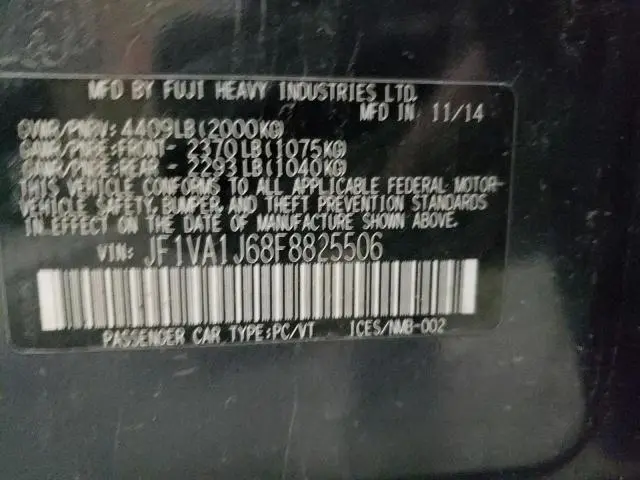 MFD BY FUJI HEAVY INDUSTRIES LTD.
MFD IN 11/14
GVWR/PNBV: 4409LB(2000KG)
GAWR/PNBE:FRONT- 2370LB(1075KG)
GAWR/PNBE:REAR - 2293LB(1040KG)
THIS VEHICLE CONFORMS TO ALL APPLICABLE FEDERAL MOTOR-
VEHICLE SAFETY, BUMPER, AND THEFT PREVENTION STANDARDS
IN EFFECT ON THE DATE OF MANUFACTURE SHOWN ABOVE.
VIN: JF1VA1J68F8825506
PASSENGER CAR TYPE:PC/VT ICES/NMB-002